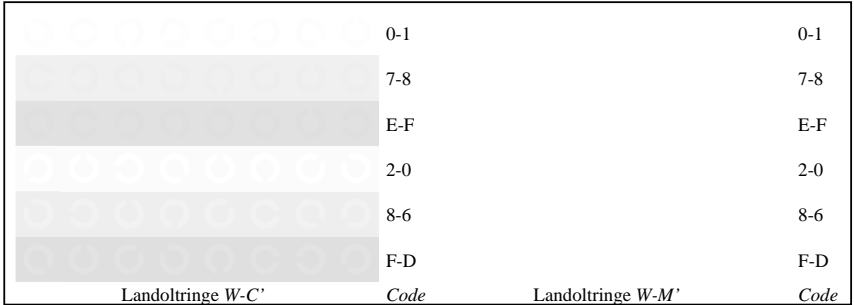 0-1 0-1
7-8 7-8
E-F E-F
2-0 2-0
8-6 8-6
F-D F-D
Landoltringe W-C’ Code Landoltringe W-M’ Code